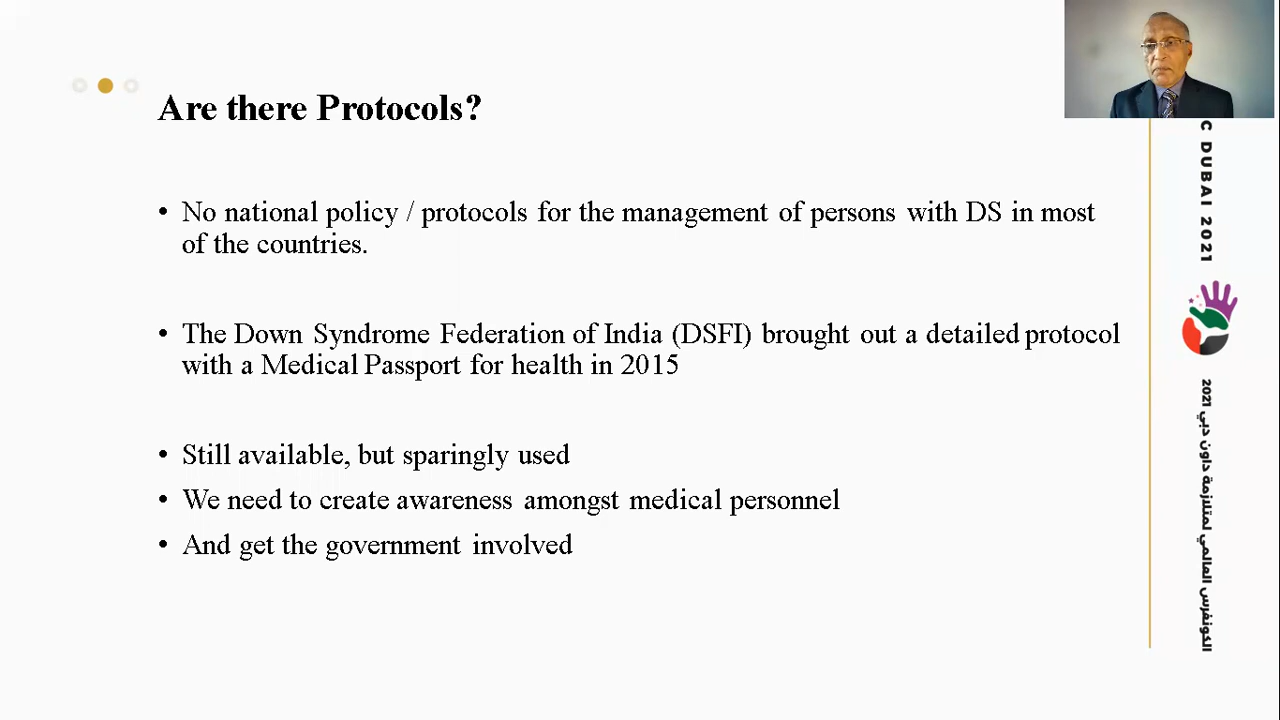 Are there Protocols?
• No national policy / protocols for the management of persons with DS in most
of the countries.
• The Down Syndrome Federation of India (DSFI) brought out a detailed protocol
with a Medical Passport for health in 2015
• Still available, but sparingly used
• We need to create awareness amongst medical personnel
• And get the government involved
C DUBAI 2021
الكونفرس العالمي لمتلازمة داون دبي 2021